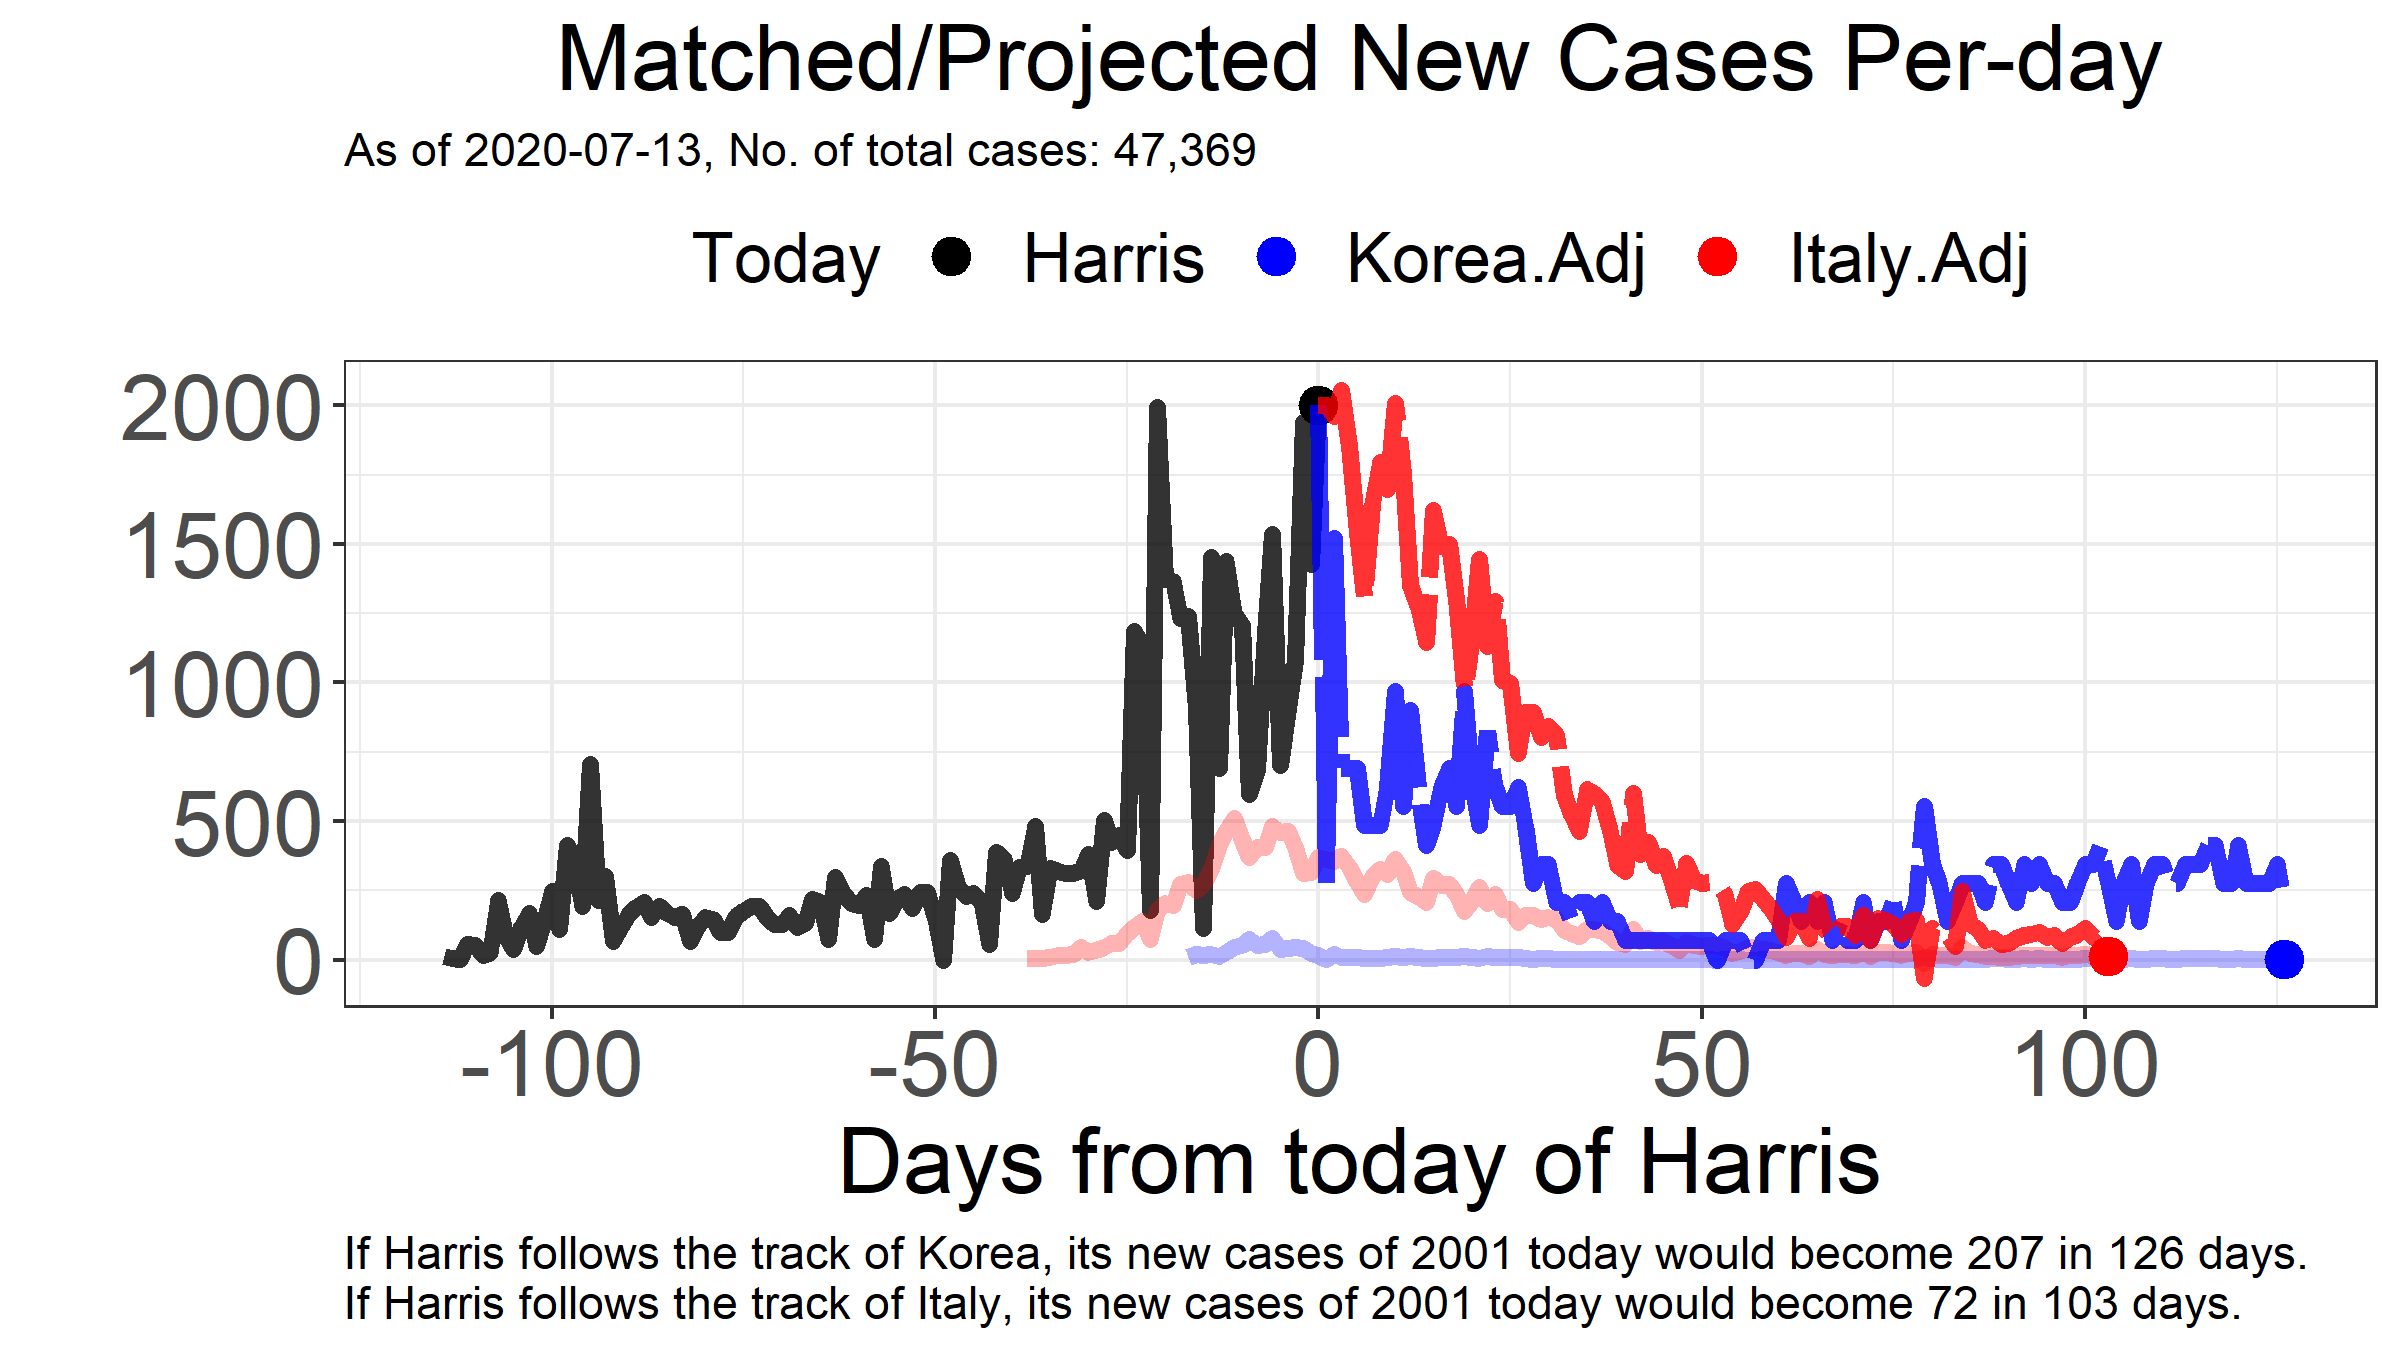 Matched/Projected New Cases Per-day
As of 2020-07-13, No. of total cases: 47,369
Today Harris Korea.Adj Italy.Adj
2000
1500
1000
500
0
-100 -50 0 50 100
Days from today of Harris
If Harris follows the track of Korea, its new cases of 2001 today would become 207 in 126 days.
If Harris follows the track of Italy, its new cases of 2001 today would become 72 in 103 days.